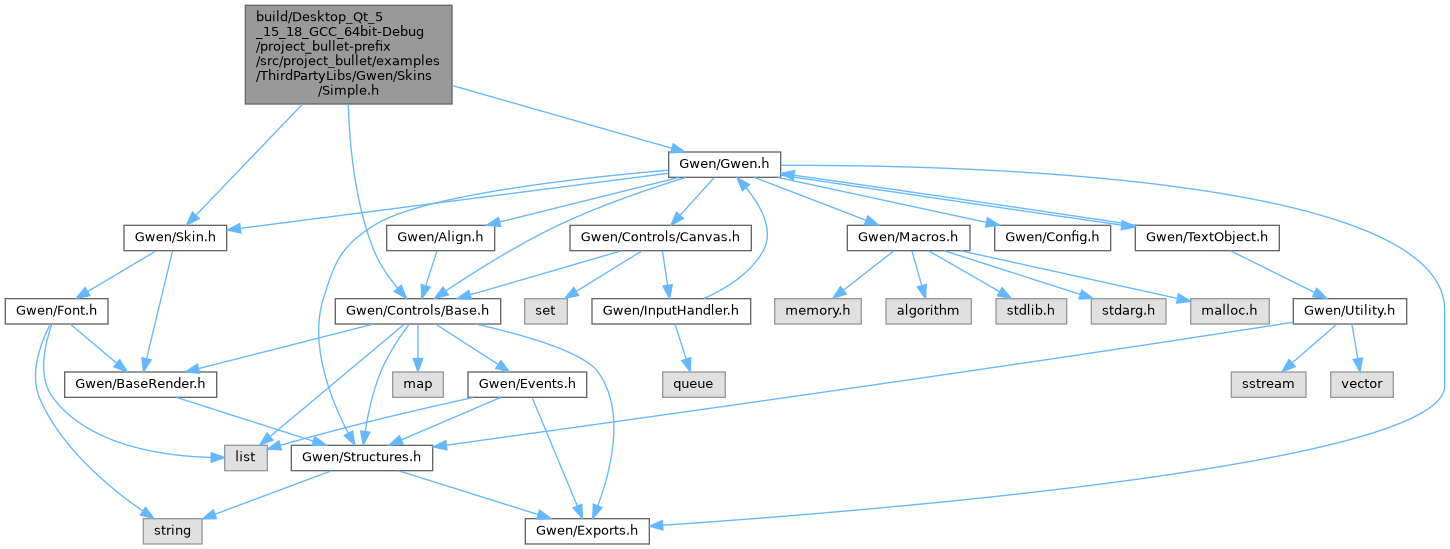 build/Desktop_Qt_5
_15_18_GCC_64bit-Debug
/project_bullet-prefix
/src/project_bullet/examples
/ThirdPartyLibs/Gwen/Skins
/Simple.h
Gwen/Gwen.h
Gwen/Skin.h
Gwen/Align.h
Gwen/Controls/Canvas.h
Gwen/Macros.h
Gwen/Config.h
Gwen/TextObject.h
Gwen/Font.h
Gwen/Controls/Base.h
set
Gwen/InputHandler.h
memory.h
algorithm
stdlib.h
stdarg.h
malloc.h
Gwen/Utility.h
Gwen/BaseRender.h
map
Gwen/Events.h
queue
sstream
vector
list
Gwen/Structures.h
string
Gwen/Exports.h